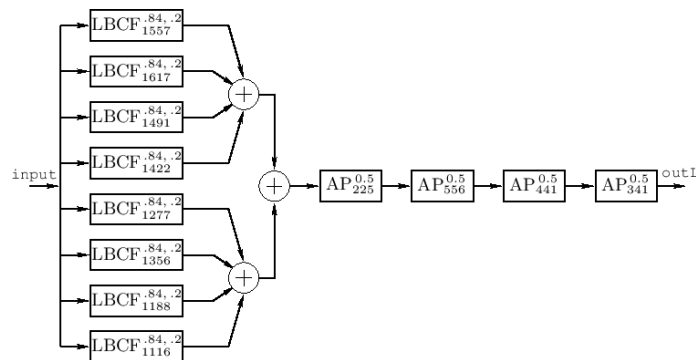 LBCF.84, .2 1557
LBCF.84, .2 1617
+
LBCF.84, .2 1491
LBCF.84, .2 1422
input
+ AP0.5 225 AP0.5 556 AP0.5 441 AP0.5 341 outL
LBCF.84, .2 1277
LBCF.84, .2 1356
+
LBCF.84, .2 1188
LBCF.84, .2 1116